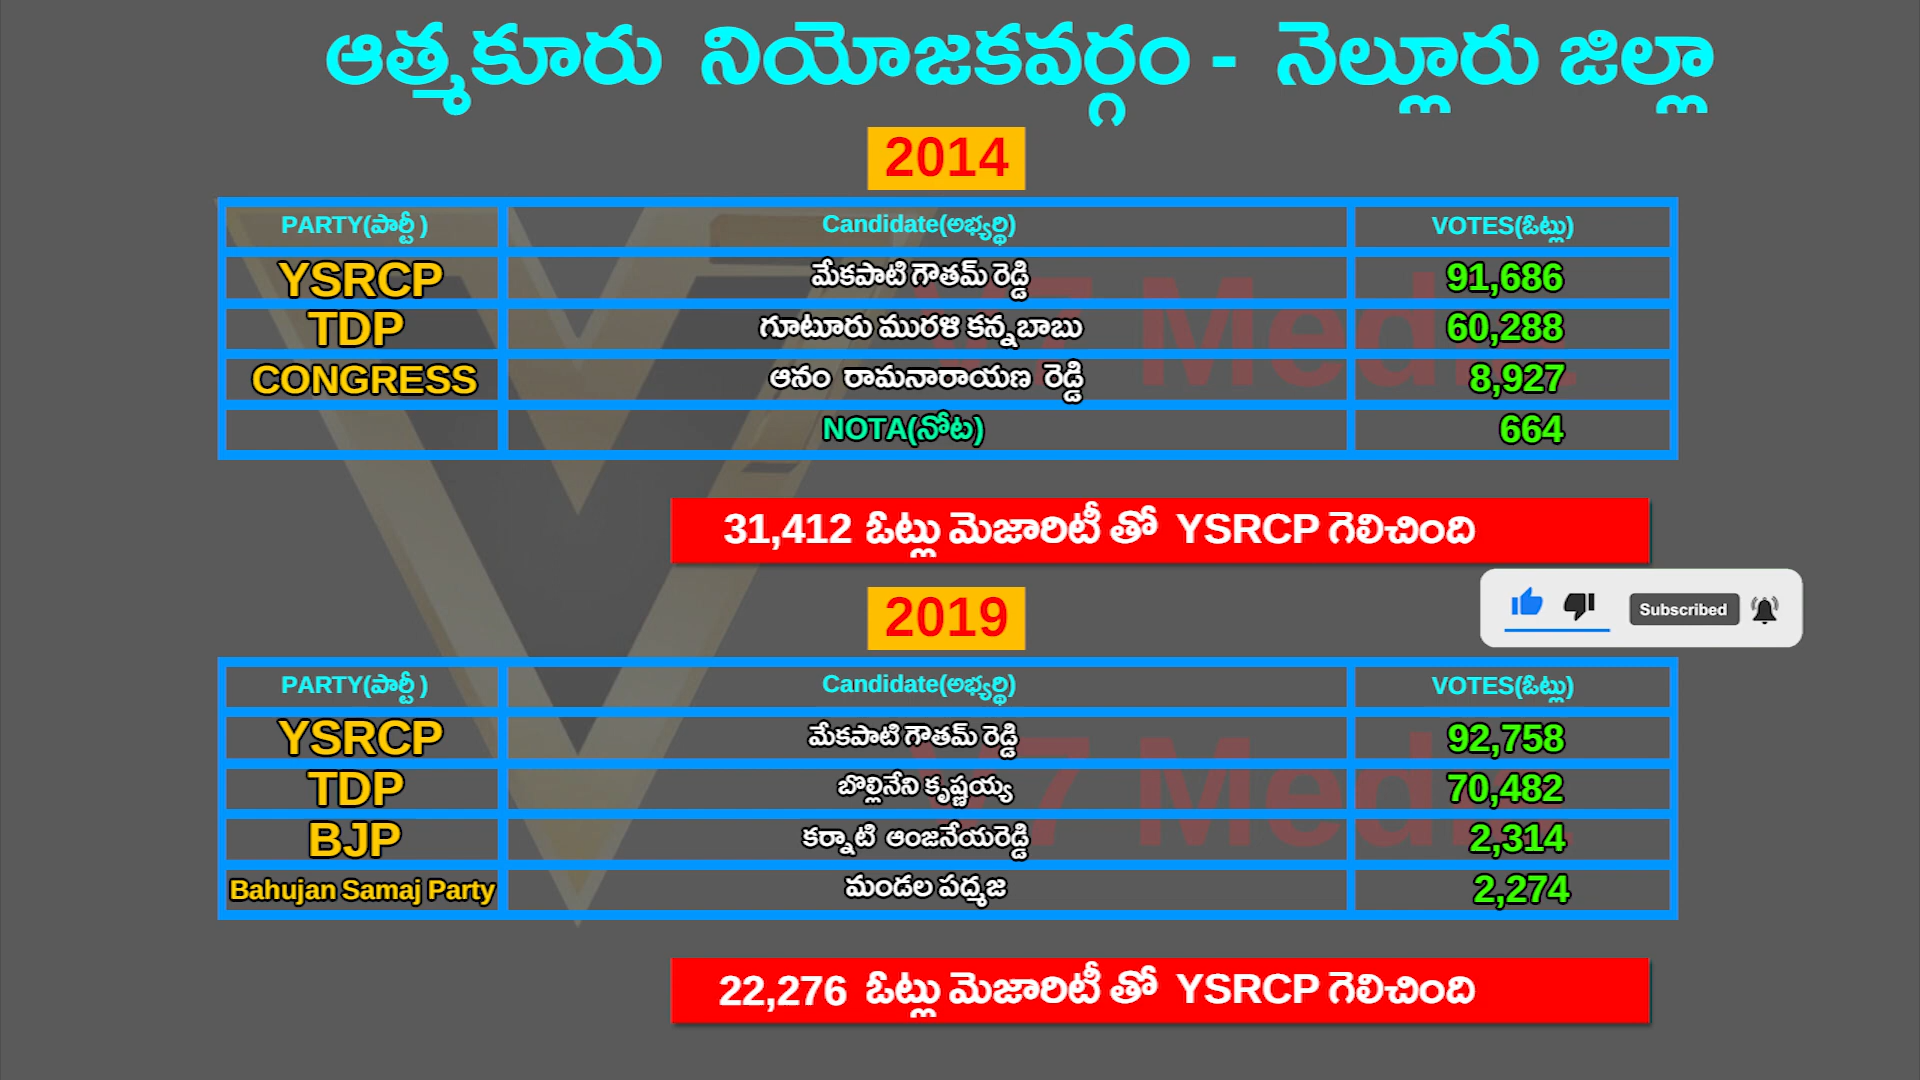 ఆత్మకూరు నియోజకవర్గం - నెల్లూరు జిల్లా
2014
PARTY(పార్టీ) Candidate(అభ్యర్థి) VOTES(ఓట్లు)
YSRCP మేకపాటి గౌతమ్ రెడ్డి 91,686
TDP గూటూరు మురళి కన్నబాబు 60,288
CONGRESS ఆనం రామనారాయణ రెడ్డి 8,927
NOTA(నోట) 664
31,412 ఓట్లు మెజారిటీ తో YSRCP గెలిచింది
2019
Subscribed
PARTY(పార్టీ) Candidate(అభ్యర్థి) VOTES(ఓట్లు)
YSRCP మేకపాటి గౌతమ్ రెడ్డి 92,758
TDP బొల్లినేని కృష్ణయ్య 70,482
BJP కర్నాటి ఆంజనేయరెడ్డి 2,314
Bahujan Samaj Party మండల పద్మజ 2,274
22,276 ఓట్లు మెజారిటీ తో YSRCP గెలిచింది